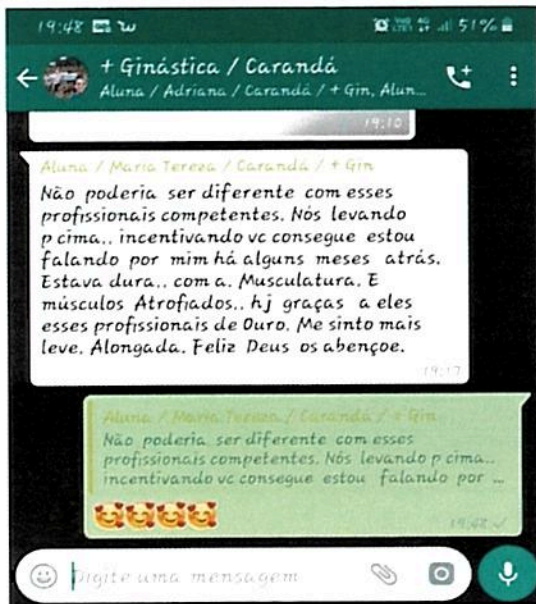 19:48 51%
+ Ginástica / Carandá
Aluna / Adriana / Carandá / + Gin, Alun...
19:10
Aluna / Maria Tereza / Carandá / + Gin
Não poderia ser diferente com esses
profissionais competentes. Nós levando
p cima.. incentivando vc consegue estou
falando por mim há alguns meses atrás.
Estava dura.. com a. Musculatura. E
músculos Atrofiados.. hj graças a eles
esses profissionais de Ouro. Me sinto mais
leve. Alongada. Feliz Deus os abençoe.
19:17
Aluna / Maria Tereza / Carandá / + Gin
Não poderia ser diferente com esses
profissionais competentes. Nós levando p cima..
incentivando vc consegue estou falando por ...
🥰🥰🥰🥰
19:48
Digite uma mensagem